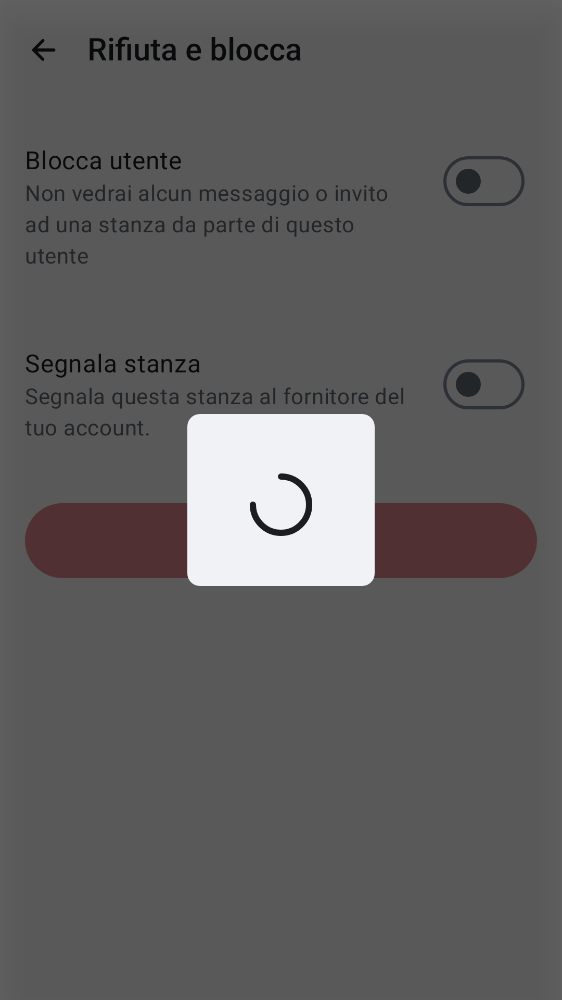 Rifiuta e blocca
Blocca utente
Non vedrai alcun messaggio o invito
ad una stanza da parte di questo
utente
Segnala stanza
Segnala questa stanza al fornitore del
tuo account.